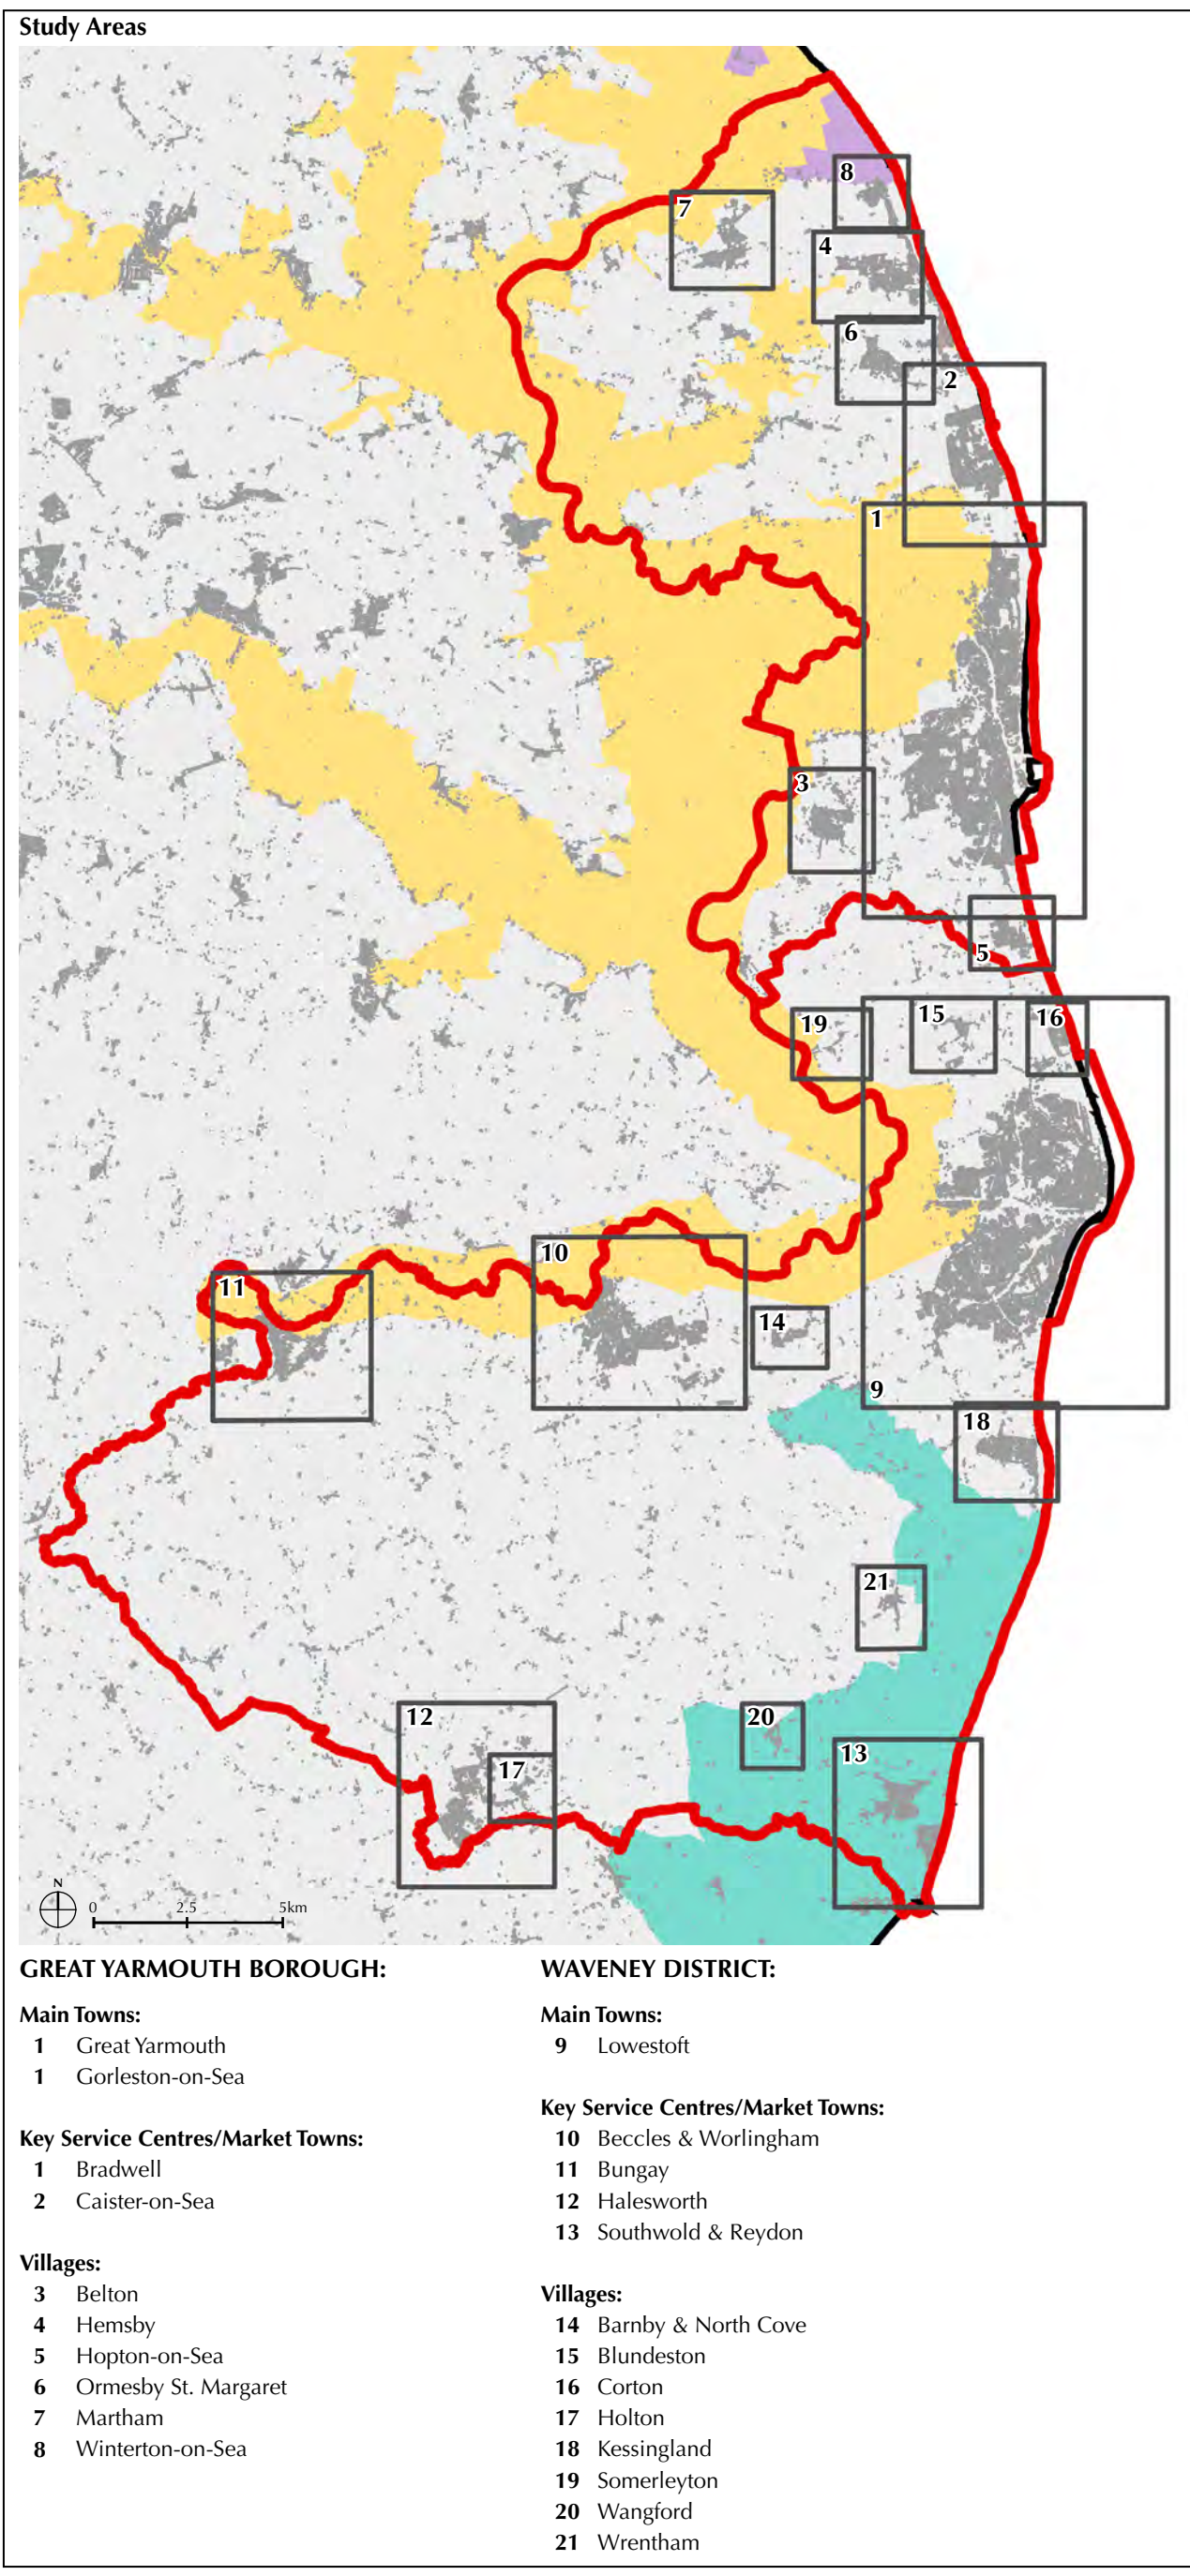 Study Areas
8
7
4
6
2
1
3
5
19
15
16
10
11
14
9
18
21
12
20
17
13
N
0 2.5 5km
GREAT YARMOUTH BOROUGH:
Main Towns:
1 Great Yarmouth
1 Gorleston-on-Sea
Key Service Centres/Market Towns:
1 Bradwell
2 Caister-on-Sea
Villages:
3 Belton
4 Hemsby
5 Hopton-on-Sea
6 Ormesby St. Margaret
7 Martham
8 Winterton-on-Sea
WAVENEY DISTRICT:
Main Towns:
9 Lowestoft
Key Service Centres/Market Towns:
10 Beccles & Worlingham
11 Bungay
12 Halesworth
13 Southwold & Reydon
Villages:
14 Barnby & North Cove
15 Blundeston
16 Corton
17 Holton
18 Kessingland
19 Somerleyton
20 Wangford
21 Wrentham